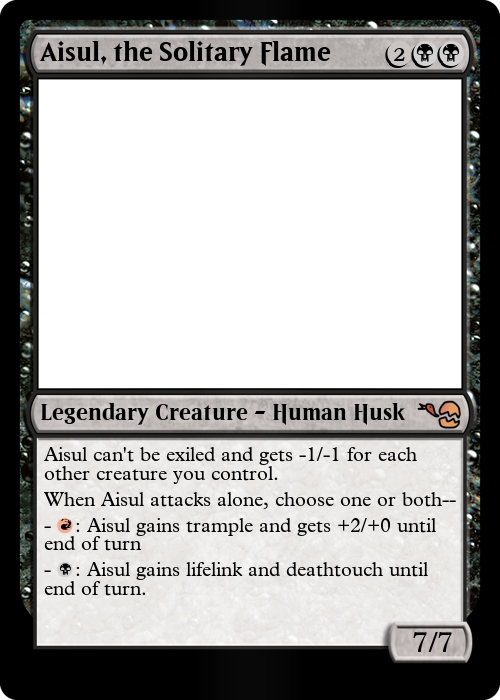 Aisul, the Solitary Flame 2
Legendary Creature - Human Husk
Aisul can't be exiled and gets -1/-1 for each
other creature you control.
When Aisul attacks alone, choose one or both--
- : Aisul gains trample and gets +2/+0 until
end of turn
- : Aisul gains lifelink and deathtouch until
end of turn.
7/7